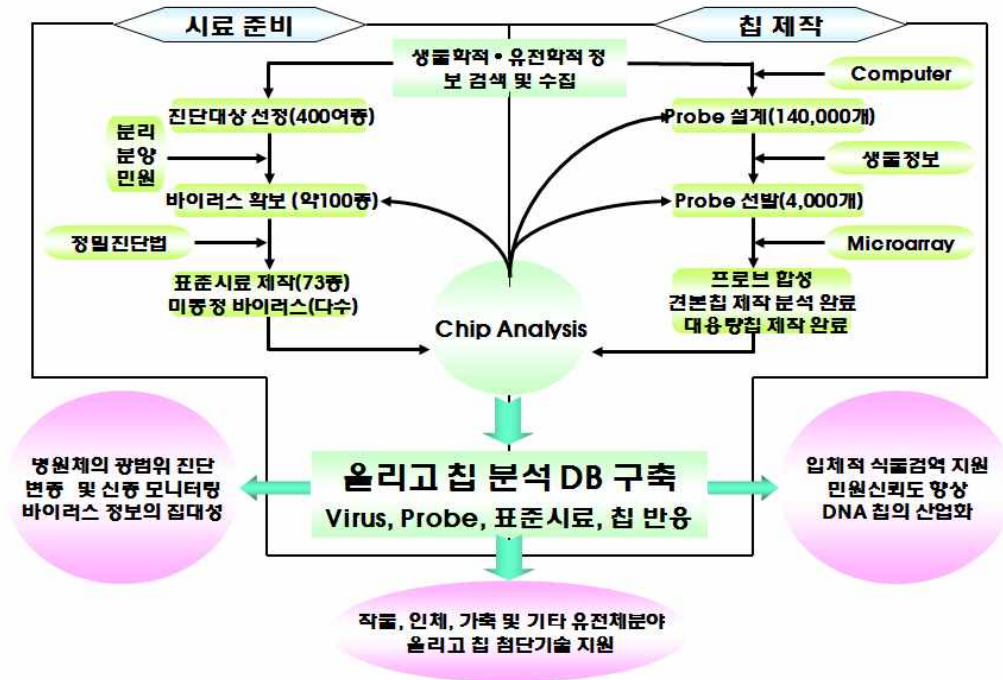 시료 준비
칩 제작
생물학적·유전학적 정
보 검색 및 수집
Computer
진단대상 선정(400여종)
Probe 설계(140,000개)
분리
분양
민원
생물정보
바이러스 확보 (약100종)
Probe 선발(4,000개)
정밀진단법
Microarray
표준시료 제작(73종)
미동정 바이러스(다수)
프로브 합성
견본칩 제작 분석 완료
대용량칩 제작 완료
Chip Analysis
병원체의 광범위 진단
변종 및 신종 모니터링
바이러스 정보의 집대성
올리고 칩 분석 DB 구축
Virus, Probe, 표준시료, 칩 반응
입체적 식물검역 지원
민원신뢰도 향상
DNA 칩의 산업화
작물, 인체, 가축 및 기타 유전체분야
올리고 칩 첨단기술 지원